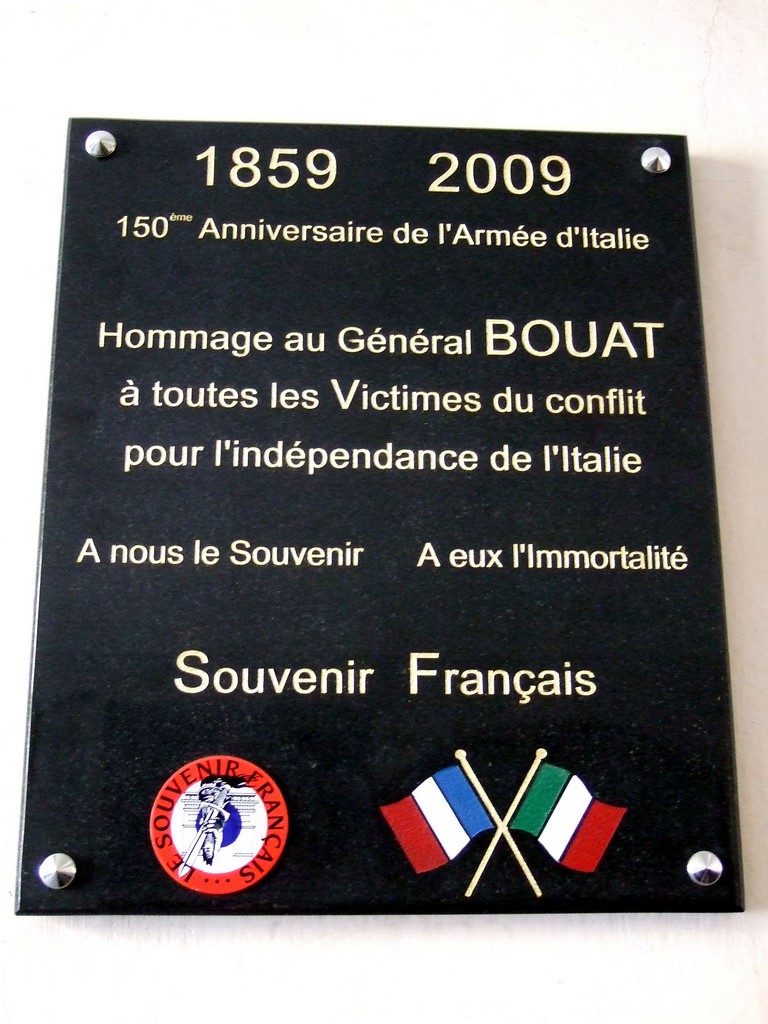 1859 2009
150ème Anniversaire de l'Armée d'Italie
Hommage au Général BOUAT
à toutes les Victimes du conflit
pour l'indépendance de l'Italie
A nous le Souvenir A eux l'Immortalité
Souvenir Français
LE SOUVENIR FRANÇAIS ...